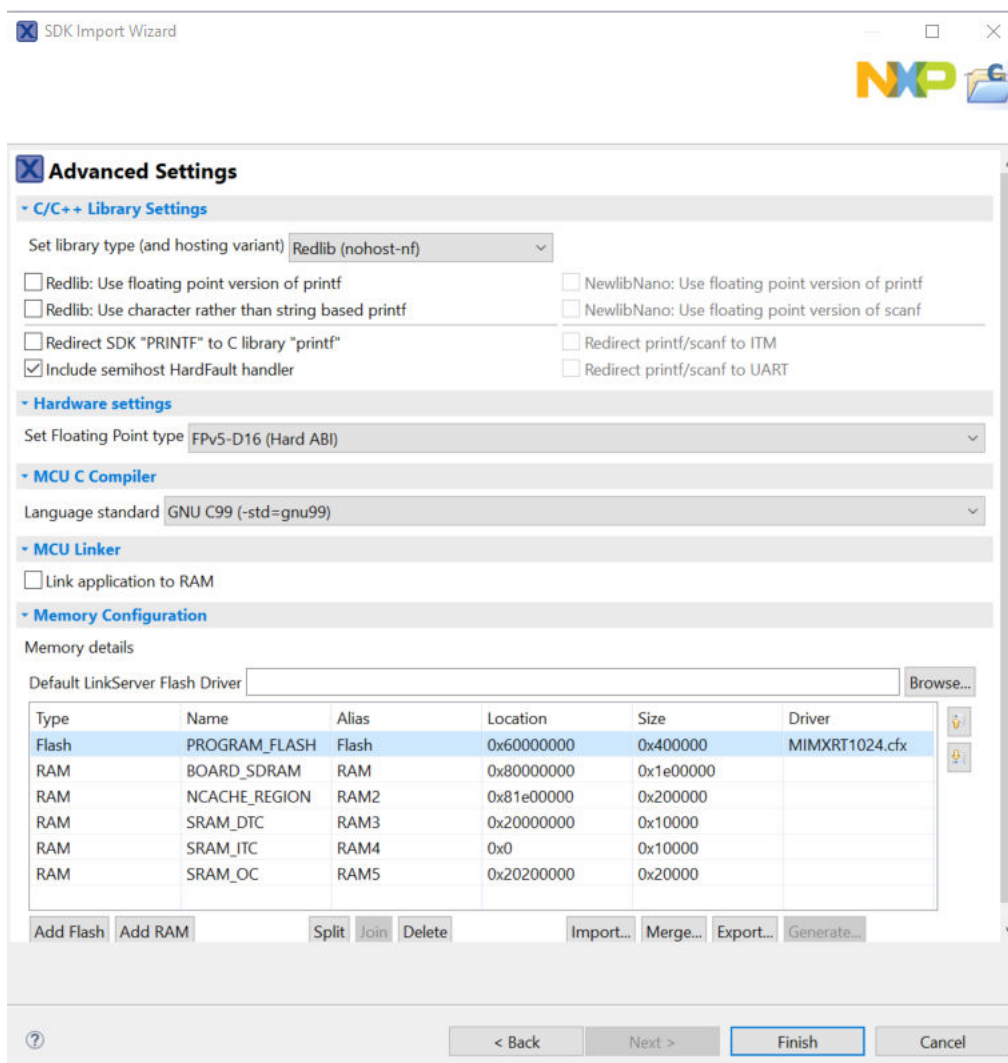 SDK Import Wizard
NXP
Advanced Settings
C/C++ Library Settings
Set library type (and hosting variant) Redlib (nohost-nf)
Redlib: Use floating point version of printf NewlibNano: Use floating point version of printf
Redlib: Use character rather than string based printf NewlibNano: Use floating point version of scanf
Redirect SDK "PRINTF" to C library "printf" Redirect printf/scanf to ITM
Include semihost HardFault handler Redirect printf/scanf to UART
Hardware settings
Set Floating Point type FPv5-D16 (Hard ABI)
MCU C Compiler
Language standard GNU C99 (-std=gnu99)
MCU Linker
Link application to RAM
Memory Configuration
Memory details
Default LinkServer Flash Driver Browse...
Type Name Alias Location Size Driver
Flash PROGRAM_FLASH Flash 0x60000000 0x400000 MIMXRT1024.cfx
RAM BOARD_SDRAM RAM 0x80000000 0x1e00000
RAM NCACHE_REGION RAM2 0x81e00000 0x200000
RAM SRAM_DTC RAM3 0x20000000 0x10000
RAM SRAM_ITC RAM4 0x0 0x10000
RAM SRAM_OC RAM5 0x20200000 0x20000
Add Flash Add RAM Split Join Delete Import... Merge... Export... Generate...
? < Back Next > Finish Cancel